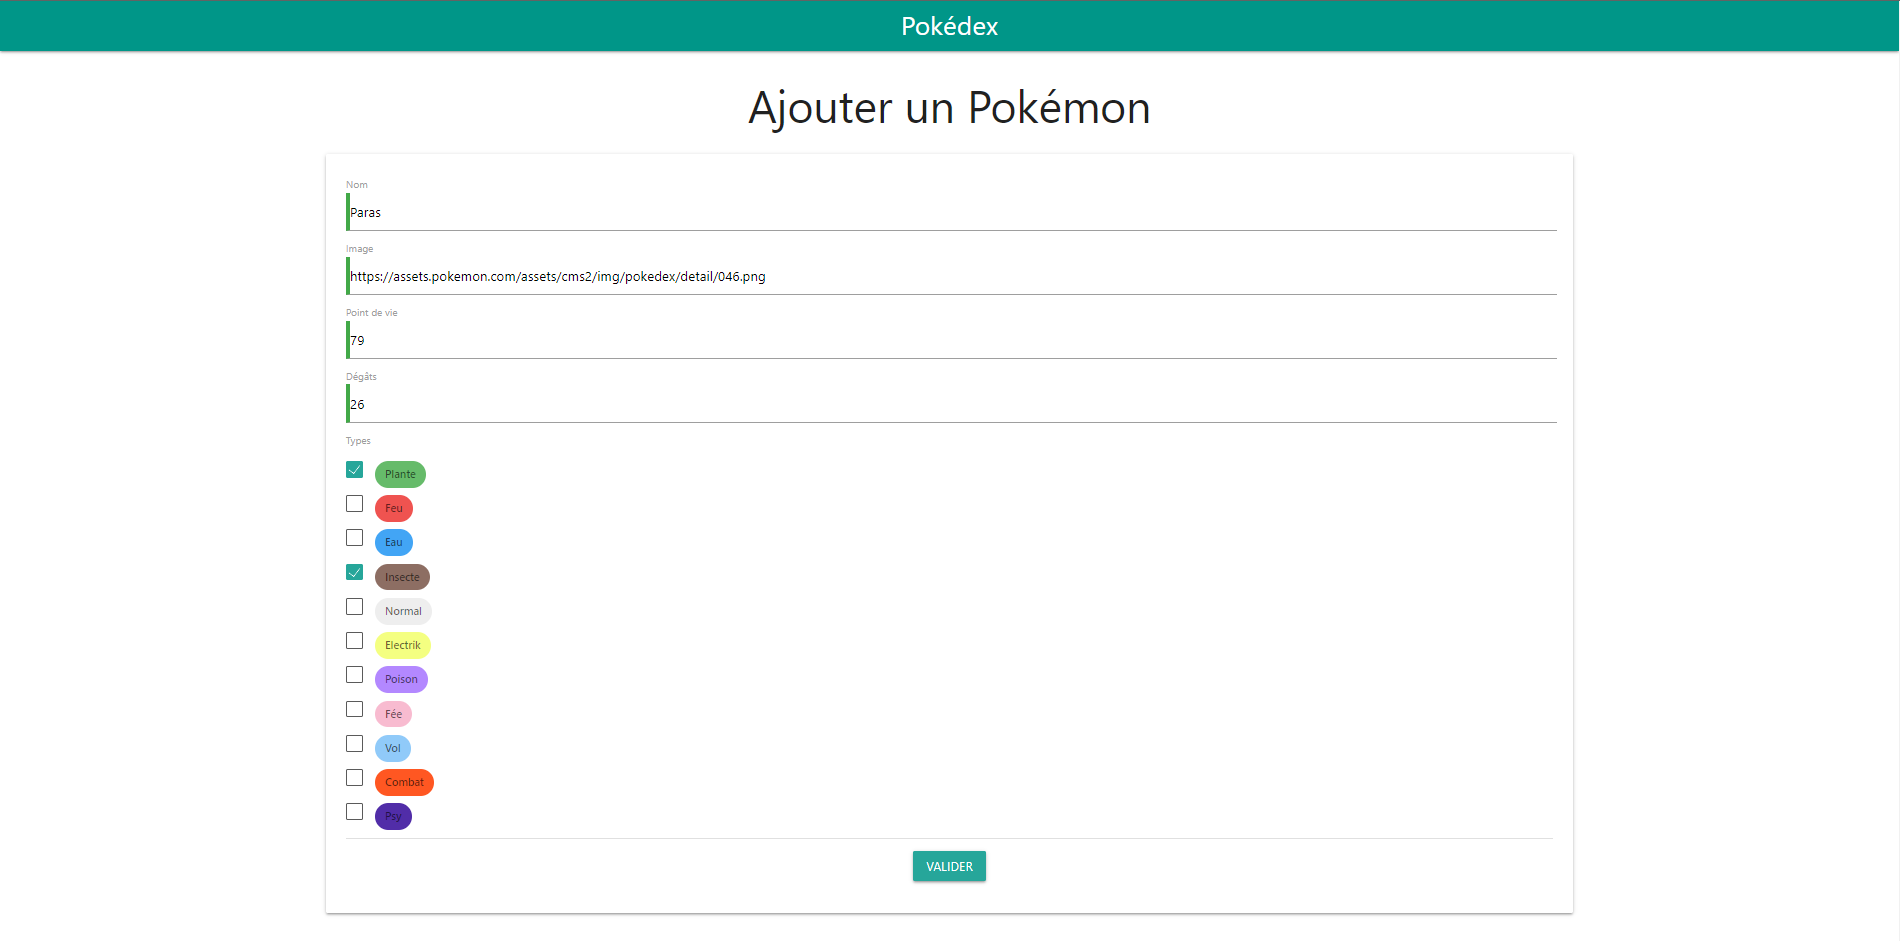 Pokédex
Ajouter un Pokémon
Nom
Paras
Image
https://assets.pokemon.com/assets/cms2/img/pokedex/detail/046.png
Point de vie
79
Dégâts
26
Types
Plante
Feu
Eau
Insecte
Normal
Electrik
Poison
Fée
Vol
Combat
Psy
VALIDER